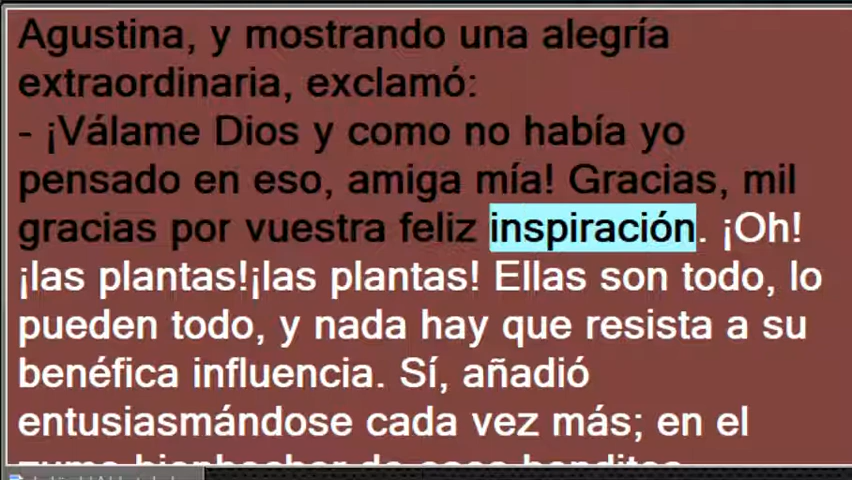 Agustina, y mostrando una alegría
extraordinaria, exclamó:
- ¡Válame Dios y como no había yo
pensado en eso, amiga mía! Gracias, mil
gracias por vuestra feliz inspiración. ¡Oh!
¡las plantas!¡las plantas! Ellas son todo, lo
pueden todo, y nada hay que resista a su
benéfica influencia. Sí, añadió
entusiasmándose cada vez más; en el